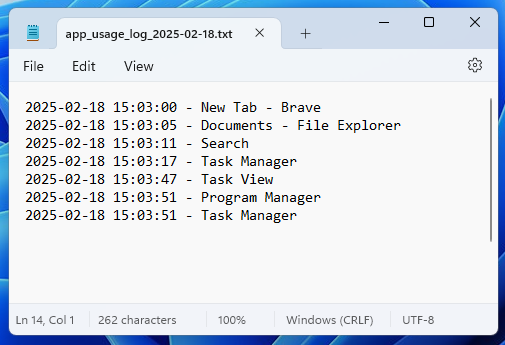 app_usage_log_2025-02-18.txt
File Edit View
2025-02-18 15:03:00 - New Tab - Brave
2025-02-18 15:03:05 - Documents - File Explorer
2025-02-18 15:03:11 - Search
2025-02-18 15:03:17 - Task Manager
2025-02-18 15:03:47 - Task View
2025-02-18 15:03:51 - Program Manager
2025-02-18 15:03:51 - Task Manager
Ln 14, Col 1 262 characters 100% Windows (CRLF) UTF-8